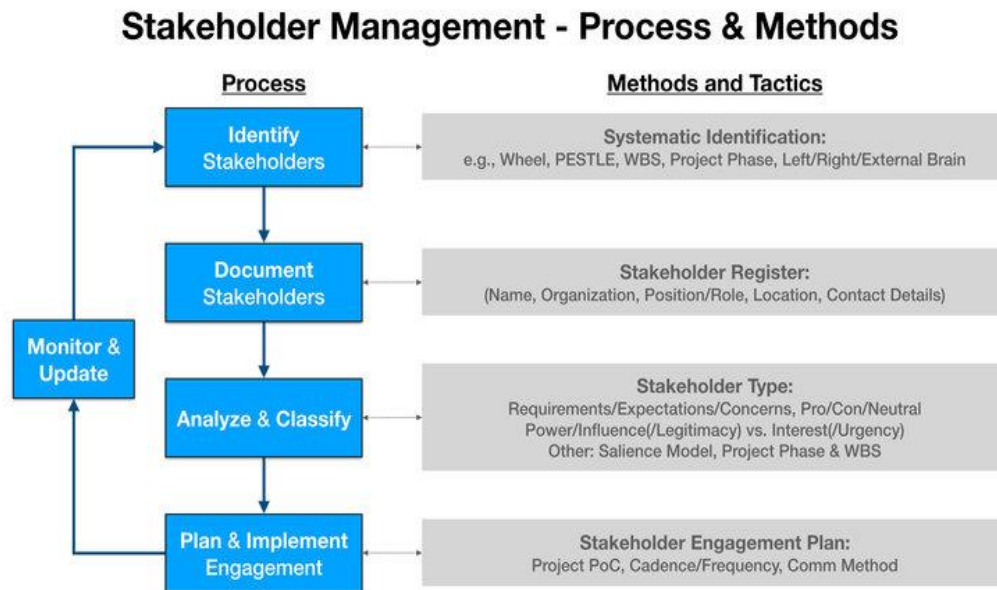 Stakeholder Management - Process & Methods
Process
Methods and Tactics
Identify
Stakeholders
Systematic Identification:
e.g., Wheel, PESTLE, WBS, Project Phase, Left/Right/External Brain
Document
Stakeholders
Stakeholder Register:
(Name, Organization, Position/Role, Location, Contact Details)
Monitor &
Update
Analyze & Classify
Stakeholder Type:
Requirements/Expectations/Concerns, Pro/Con/Neutral
Power/Influence(/Legitimacy) vs. Interest(/Urgency)
Other: Salience Model, Project Phase & WBS
Plan & Implement
Engagement
Stakeholder Engagement Plan:
Project PoC, Cadence/Frequency, Comm Method